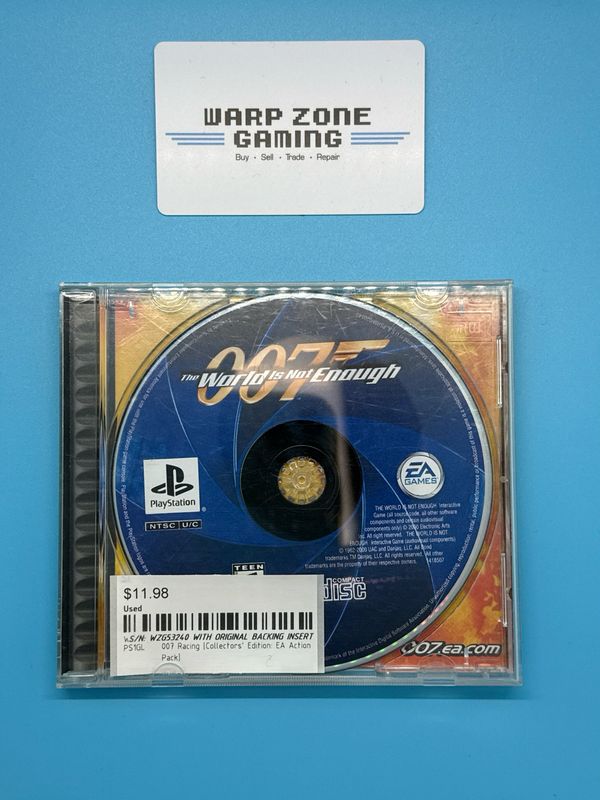 WARP ZONE
GAMING
Buy • Sell • Trade • Repair
007
The World Is Not Enough
PlayStation
NTSC U/C
EA
GAMES
THE WORLD IS NOT ENOUGH Interactive
Game (all source code, all other software
components and certain audiovisual
components only) © 2000 Electronic Arts
Inc. All rights reserved. THE WORLD IS NOT
ENOUGH Interactive Game (audiovisual components)
© 1962-2000 UAC and Danjaq, LLC. All Bond
trademarks TM Danjaq, LLC. All rights reserved.
trademarks are the property of their respective owners.
1418507
TEEN
COMPACT
disc
$11.98
Used
S/N: WZG53240 WITH ORIGINAL BACKING INSERT
PS1GL
007 Racing [Collectors' Edition: EA Action
Pack]
007.ea.com